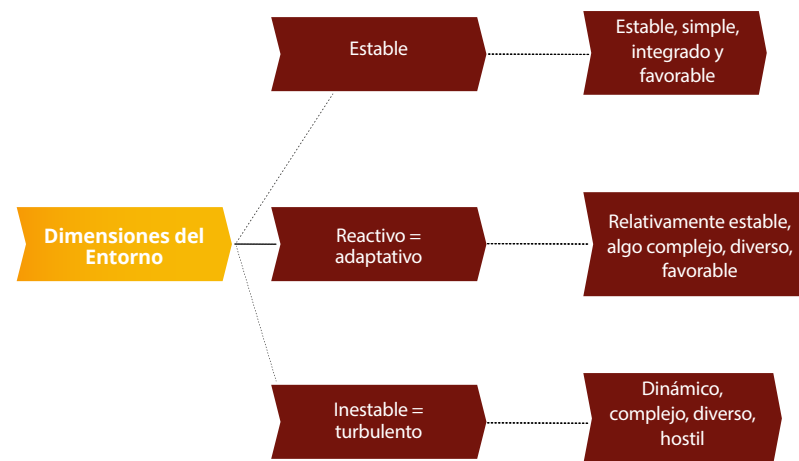 Estable
Estable, simple,
integrado y
favorable
Dimensiones del
Entorno
Reactivo =
adaptativo
Relativamente estable,
algo complejo, diverso,
favorable
Inestable =
turbulento
Dinámico,
complejo, diverso,
hostil